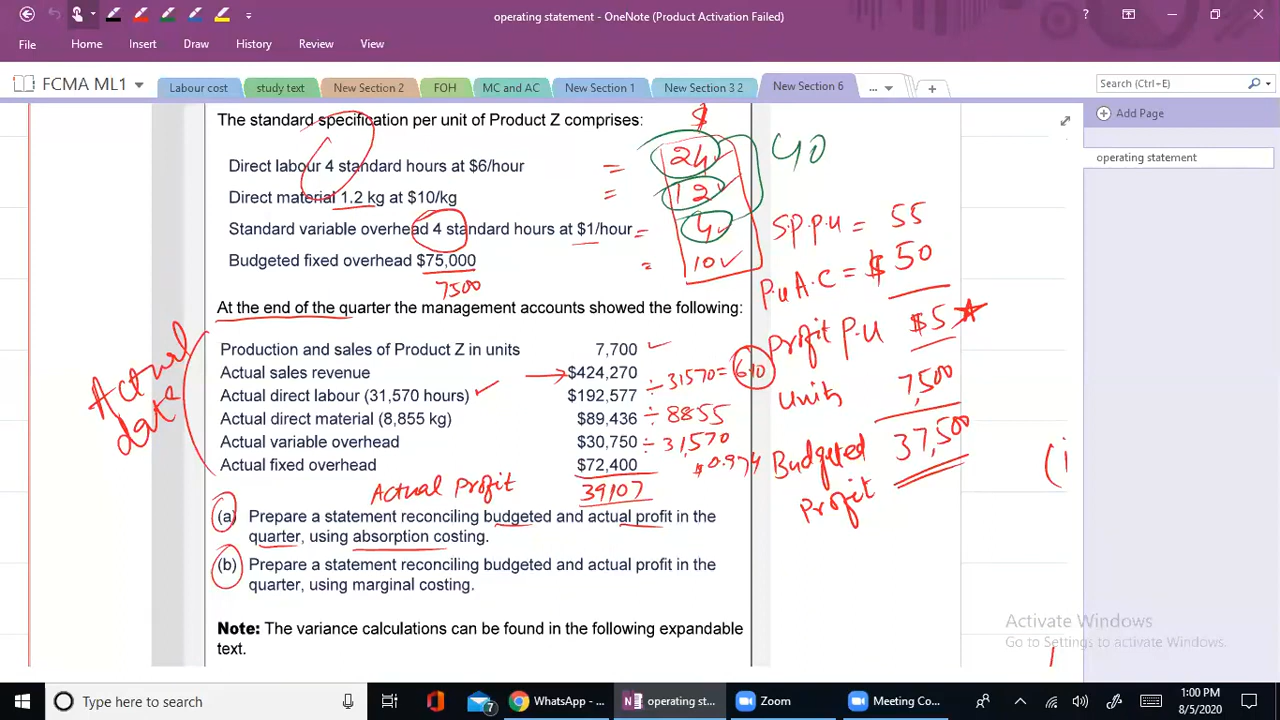 operating statement - OneNote (Product Activation Failed)
File Home Insert Draw History Review View
FCMA ML1
Labour cost study text New Section 2 FOH MC and AC New Section 1 New Section 3 2 New Section 6 ...
Search (Ctrl+E)
Add Page
operating statement
The standard specification per unit of Product Z comprises: $
Direct labour 4 standard hours at $6/hour = 24 40
Direct material 1.2 kg at $10/kg = 12
Standard variable overhead 4 standard hours at $1/hour = 4
Budgeted fixed overhead $75,000 = 10
7500
S.P.P.U = 55
P.U A.C = $ 50
Profit P.U $5
Units 7,500
Budgeted Profit 37,500
At the end of the quarter the management accounts showed the following:
Actual data
Production and sales of Product Z in units 7,700
Actual sales revenue $424,270
Actual direct labour (31,570 hours) $192,577 ÷ 31570 = 6.10
Actual direct material (8,855 kg) $89,436 ÷ 8855
Actual variable overhead $30,750 ÷ 31,570
$0.974
Actual fixed overhead $72,400
Actual Profit 39107
(a) Prepare a statement reconciling budgeted and actual profit in the
quarter, using absorption costing.
(b) Prepare a statement reconciling budgeted and actual profit in the
quarter, using marginal costing.
Note: The variance calculations can be found in the following expandable
text.
(i
Activate Windows
Go to Settings to activate Windows.
Type here to search
7
WhatsApp - ...
operating st...
Zoom
Meeting Co...
1:00 PM
8/5/2020